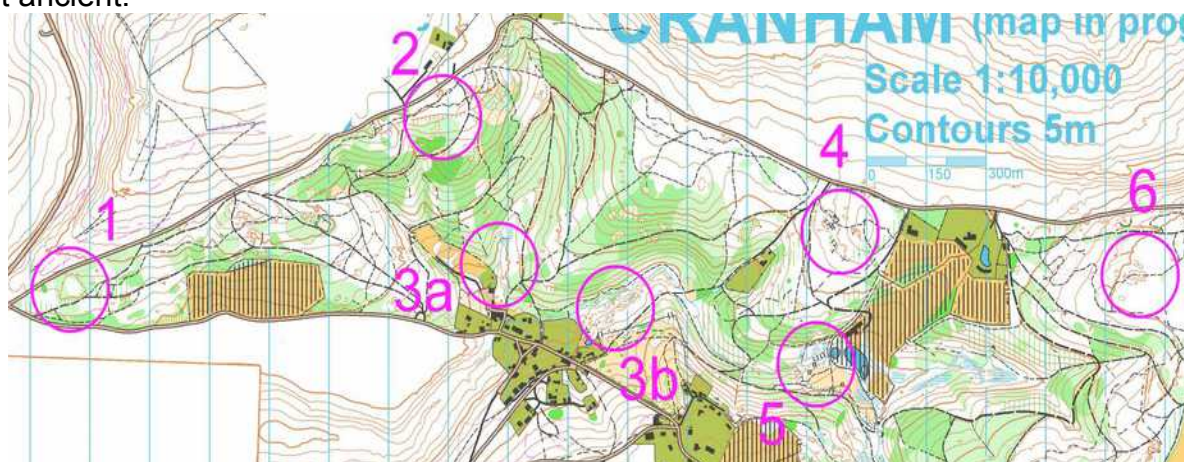 t ancient.
CRANHAM (map in prog
Scale 1:10,000
Contours 5m
0 150 300m
1
2
3a
3b
4
5
6